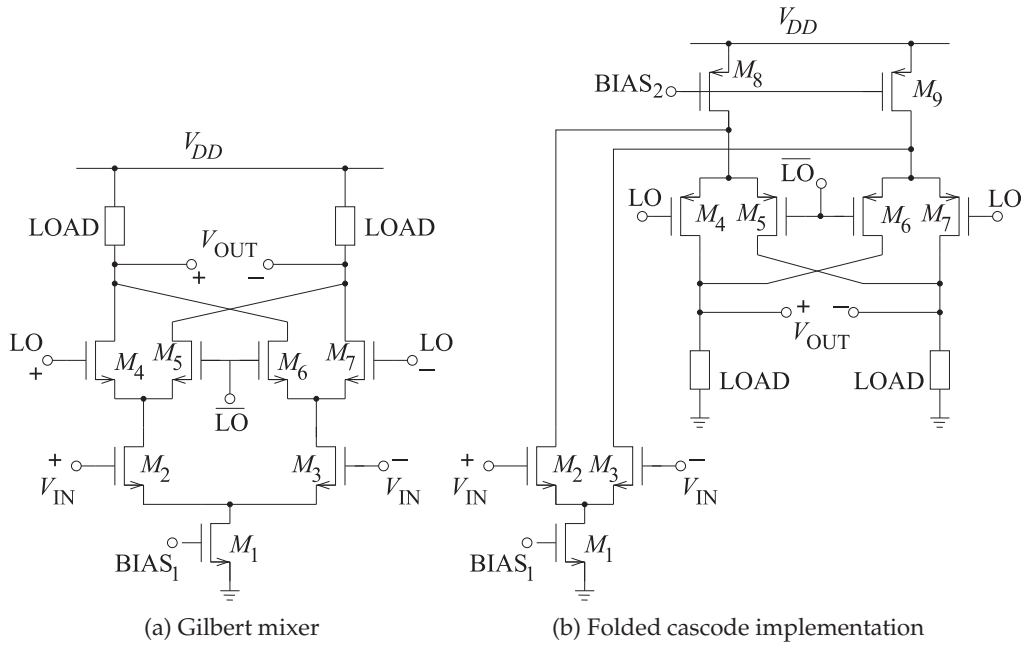 V_DD
LOAD
LOAD
V_OUT
+
−
LO
+
M_4
M_5
M_6
M_7
LO
−
L̅O̅
+
V_IN
M_2
M_3
−
V_IN
BIAS_1
M_1
(a) Gilbert mixer
V_DD
BIAS_2
M_8
M_9
L̅O̅
LO
M_4
M_5
M_6
M_7
LO
+
−
V_OUT
LOAD
LOAD
+
V_IN
M_2
M_3
−
V_IN
BIAS_1
M_1
(b) Folded cascode implementation